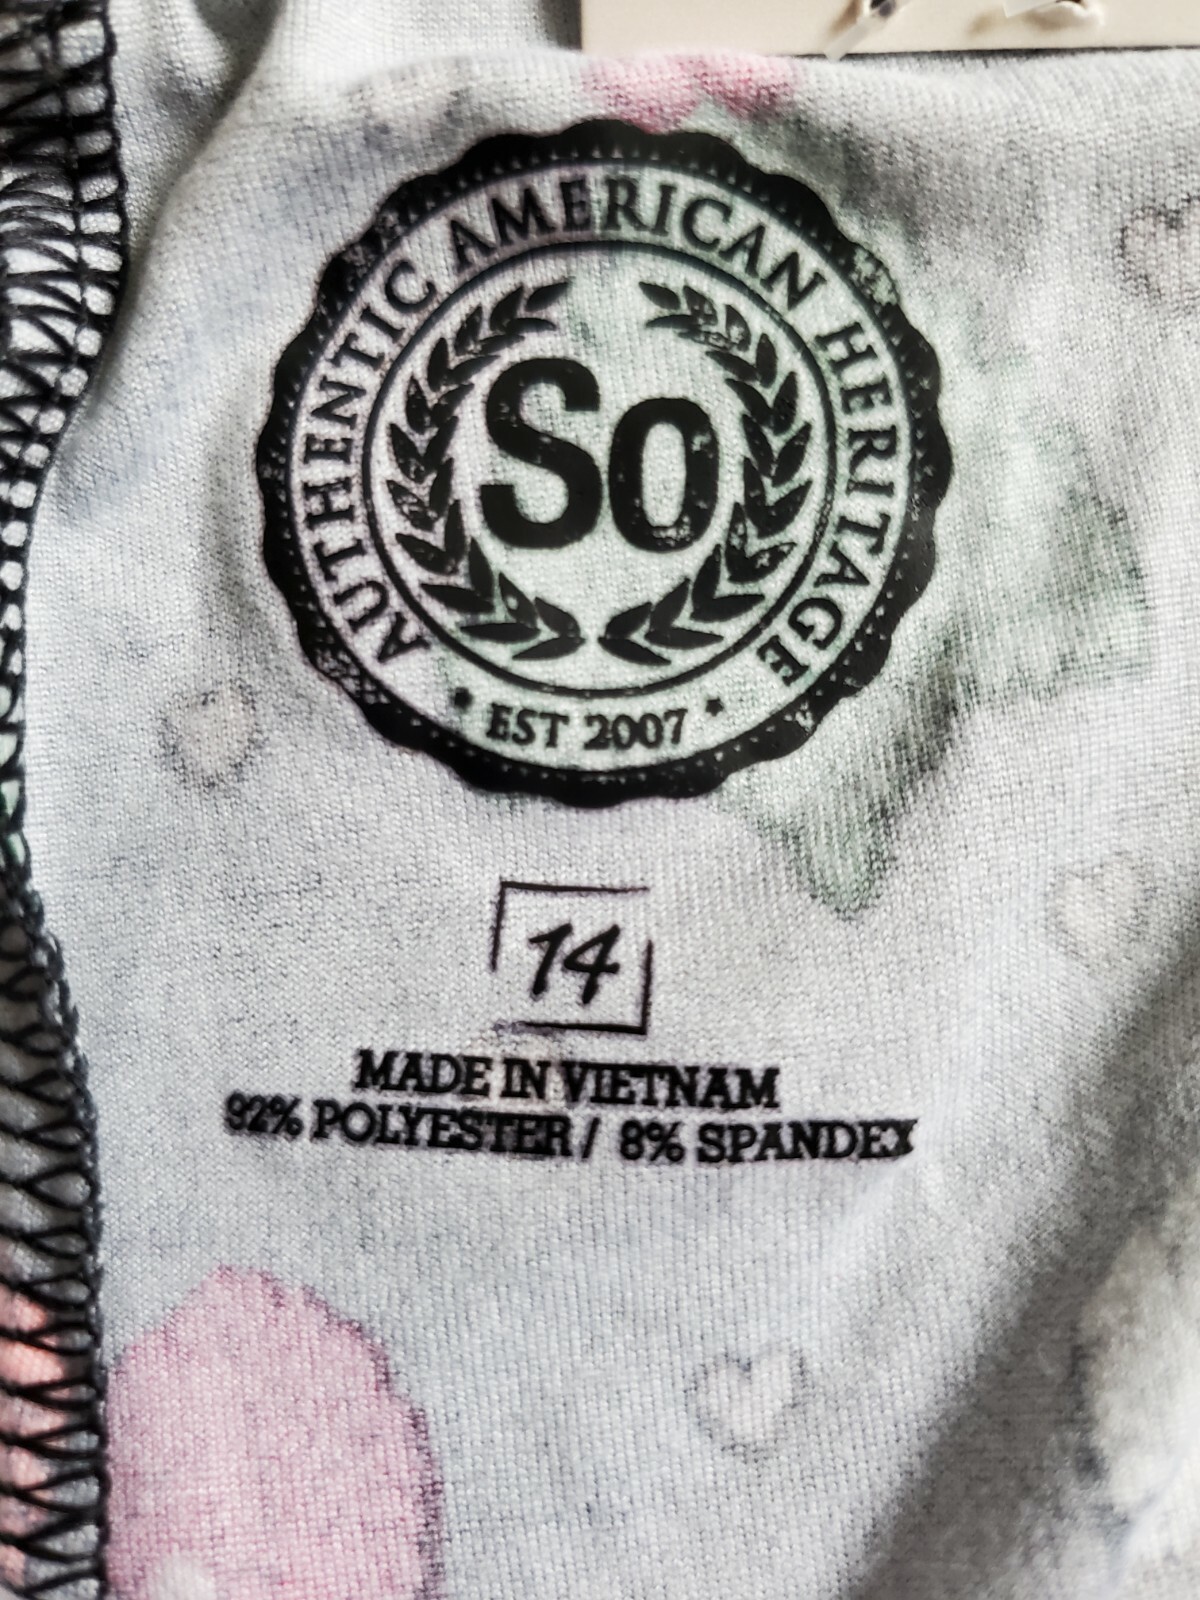 AUTHENTIC AMERICAN HERITAGE
So
EST 2007
14
MADE IN VIETNAM
92% POLYESTER / 8% SPANDEX